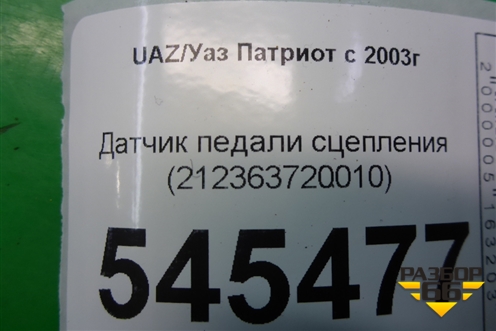 UAZ/Уаз Патриот с 2003г
Датчик педали сцепления
(212363720010)
545477
РАЗБОР
66